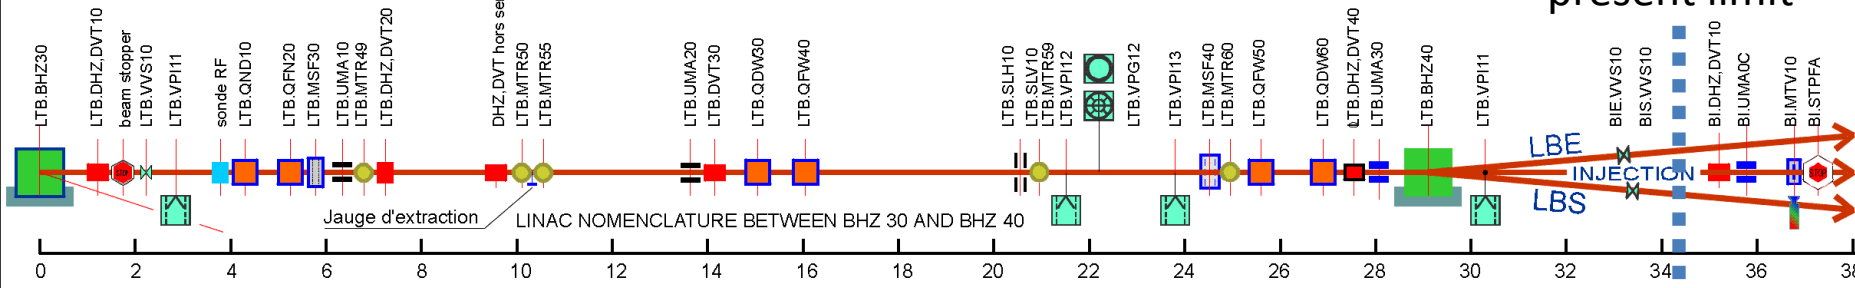 present limit
LTB.BHZ30
LTB.DHZ,DVT10
beam stopper
LTB.VVS10
LTB.VPI11
sonde RF
LTB.QND10
LTB.QFN20
LTB.MSF30
LTB.UMA10
LTB.MTR49
LTB.DHZ,DVT20
DHZ,DVT hors
LTB.MTR50
LTB.MTR55
LTB.UMA20
LTB.DVT30
LTB.QDW30
LTB.QFW40
LTB.SLH10
LTB.SLV10
LTB.MTR59
LTB.VPI12
LTB.VPG12
LTB.VPI13
LTB.MSF40
LTB.MTR60
LTB.QFW50
LTB.QDW60
LTB.DHZ,DVT40
LTB.UMA30
LTB.BHZ40
LTB.VPI11
BIE.VVS10
BIS.VVS10
BI.DHZ,DVT10
BI.UMA0C
BI.MTV10
BI.STPFA
LBE
INJECTION
LBS
Jauge d'extraction
LINAC NOMENCLATURE BETWEEN BHZ 30 AND BHZ 40
0 2 4 6 8 10 12 14 16 18 20 22 24 26 28 30 32 34 36 38